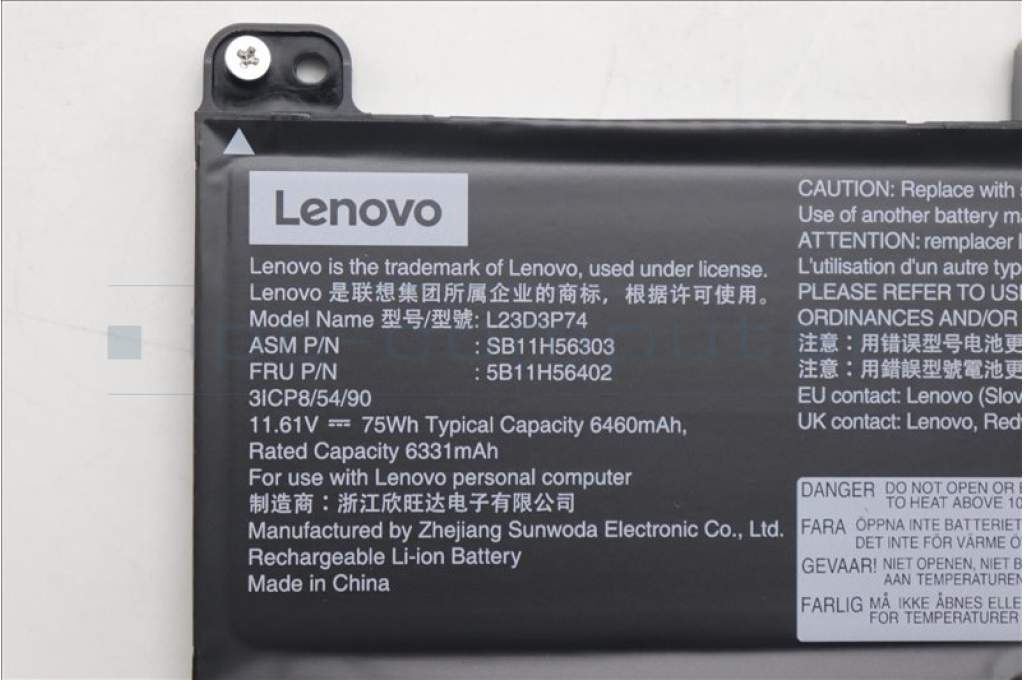 Lenovo
Lenovo is the trademark of Lenovo, used under license.
Lenovo 是联想集团所属企业的商标，根据许可使用。
Model Name 型号/型號: L23D3P74
ASM P/N : SB11H56303
FRU P/N : 5B11H56402
3ICP8/54/90
11.61V ⎓ 75Wh Typical Capacity 6460mAh,
Rated Capacity 6331mAh
For use with Lenovo personal computer
制造商：浙江欣旺达电子有限公司
Manufactured by Zhejiang Sunwoda Electronic Co., Ltd.
Rechargeable Li-ion Battery
Made in China
CAUTION: Replace with
Use of another battery
ATTENTION: remplacer
L'utilisation d'un autre
PLEASE REFER TO
ORDINANCES AND/OR
注意：用错误型号电池更
注意：用錯誤型號電池更
EU contact: Lenovo
UK contact: Lenovo,
DANGER DO NOT OPEN OR
TO HEAT ABOVE
FARA ÖPPNA INTE BATTERIET
DET INTE FÖR VÄRME
GEVAAR! NIET OPENEN, NIET
AAN TEMPERATUREN
FARLIG MÅ IKKE ÅBNES
FOR TEMPERATURER